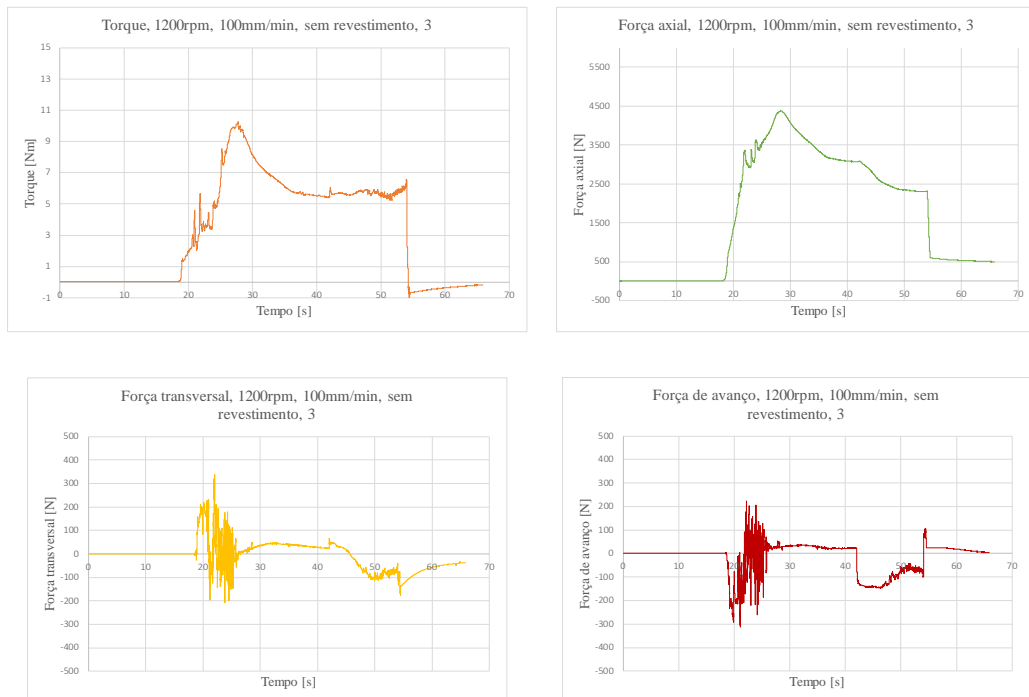 Torque, 1200rpm, 100mm/min, sem revestimento, 3
15
13
11
9
7
5
3
1
-1
Torque [Nm]
0 10 20 30 40 50 60 70
Tempo [s]
Força axial, 1200rpm, 100mm/min, sem revestimento, 3
5500
4500
3500
2500
1500
500
-500
Força axial [N]
0 10 20 30 40 50 60 70
Tempo [s]
Força transversal, 1200rpm, 100mm/min, sem
revestimento, 3
500
400
300
200
100
0
-100
-200
-300
-400
-500
Força transversal [N]
0 10 20 30 40 50 60 70
Tempo [s]
Força de avanço, 1200rpm, 100mm/min, sem
revestimento, 3
500
400
300
200
100
0
-100
-200
-300
-400
-500
Força de avanço [N]
0 10 20 30 40 50 60 70
Tempo [s]